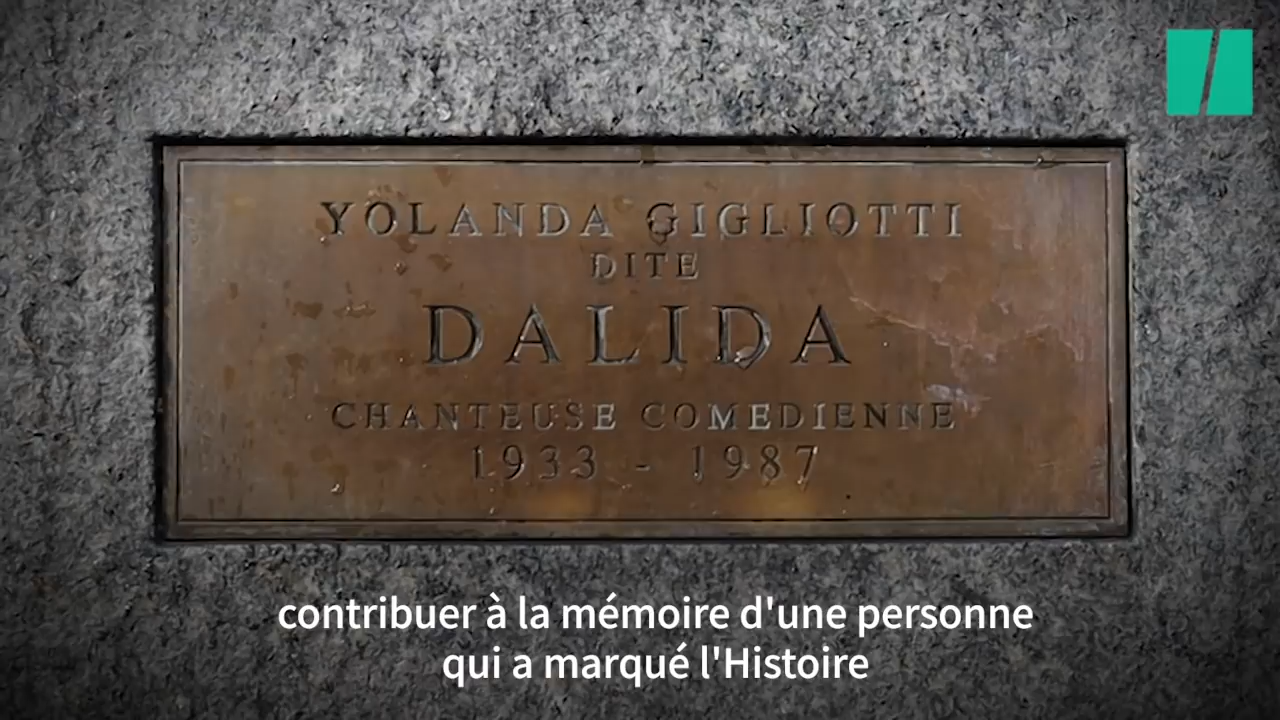 YOLANDA GIGLIOTTI
DITE
DALIDA
CHANTEUSE COMEDIENNE
1933 - 1987
contribuer à la mémoire d'une personne
qui a marqué l'Histoire